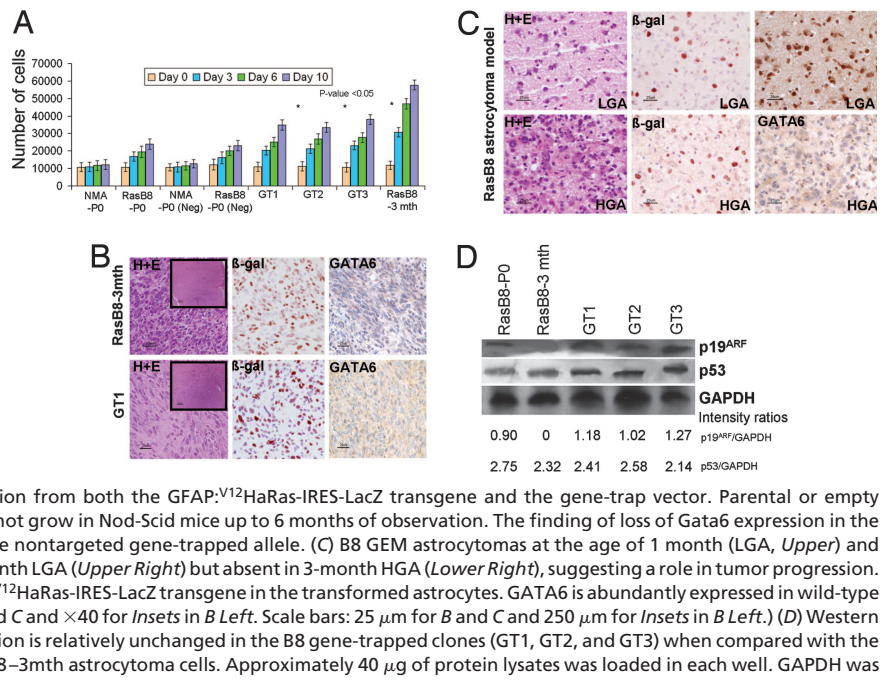 A
Number of cells
70000
60000
50000
40000
30000
20000
10000
0
Day 0 Day 3 Day 6 Day 10
P-value <0.05
* * *
NMA -P0
RasB8 -P0
NMA -P0 (Neg)
RasB8 -P0 (Neg)
GT1
GT2
GT3
RasB8 -3 mth
B
RasB8-3mth
H+E
ß-gal
GATA6
GT1
H+E
ß-gal
GATA6
C
RasB8 astrocytoma model
H+E
LGA
ß-gal
LGA
LGA
H+E
HGA
ß-gal
HGA
GATA6
HGA
D
RasB8-P0
RasB8-3 mth
GT1
GT2
GT3
p19ARF
p53
GAPDH
Intensity ratios
0.90 0 1.18 1.02 1.27 p19ARF/GAPDH
2.75 2.32 2.41 2.58 2.14 p53/GAPDH
ion from both the GFAP:V12HaRas-IRES-LacZ transgene and the gene-trap vector. Parental or empty
not grow in Nod-Scid mice up to 6 months of observation. The finding of loss of Gata6 expression in the
e nontargeted gene-trapped allele. (C) B8 GEM astrocytomas at the age of 1 month (LGA, Upper) and
nth LGA (Upper Right) but absent in 3-month HGA (Lower Right), suggesting a role in tumor progression.
V12HaRas-IRES-LacZ transgene in the transformed astrocytes. GATA6 is abundantly expressed in wild-type
d C and ×40 for Insets in B Left. Scale bars: 25 μm for B and C and 250 μm for Insets in B Left.) (D) Western
ion is relatively unchanged in the B8 gene-trapped clones (GT1, GT2, and GT3) when compared with the
8–3mth astrocytoma cells. Approximately 40 μg of protein lysates was loaded in each well. GAPDH was